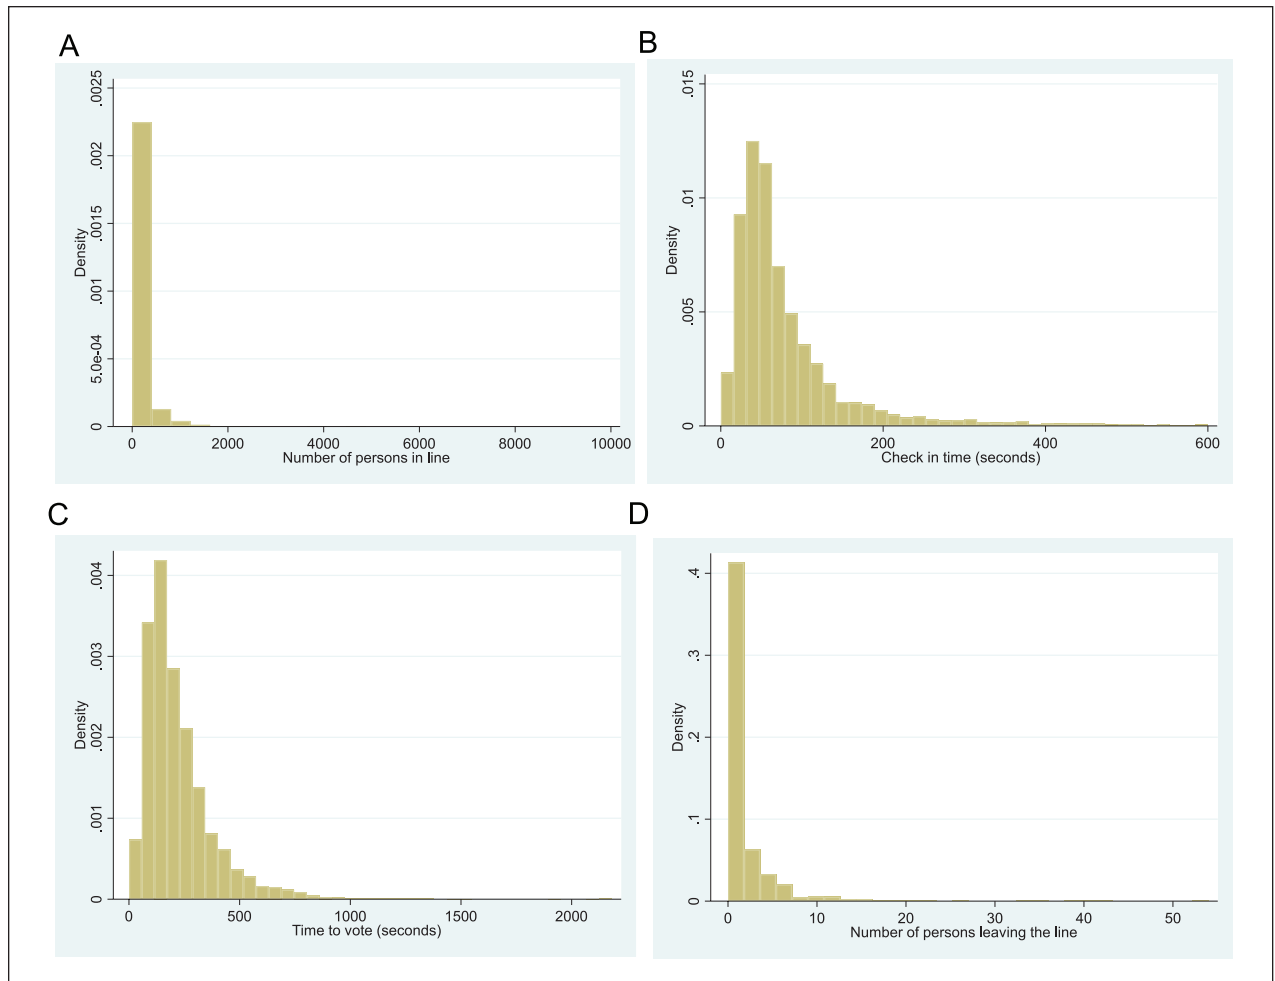 A
Density
.0025
.002
.0015
.001
5.0e-04
0
0 2000 4000 6000 8000 10000
Number of persons in line
B
Density
.015
.01
.005
0
0 200 400 600
Check in time (seconds)
C
Density
.004
.003
.002
.001
0
0 500 1000 1500 2000
Time to vote (seconds)
D
Density
.4
.3
.2
.1
0
0 10 20 30 40 50
Number of persons leaving the line